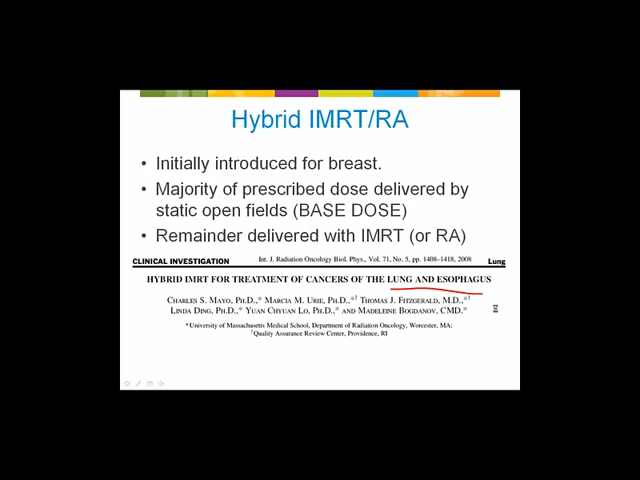 Hybrid IMRT/RA
• Initially introduced for breast.
• Majority of prescribed dose delivered by
static open fields (BASE DOSE)
• Remainder delivered with IMRT (or RA)
CLINICAL INVESTIGATION Int. J. Radiation Oncology Biol. Phys., Vol. 71, No. 5, pp. 1408–1418, 2008 Lung
HYBRID IMRT FOR TREATMENT OF CANCERS OF THE LUNG AND ESOPHAGUS
CHARLES S. MAYO, PH.D.,* MARCIA M. URIE, PH.D.,*† THOMAS J. FITZGERALD, M.D.,*†
LINDA DING, PH.D.,* YUAN CHYUAN LO, PH.D.,* AND MADELEINE BOGDANOV, CMD.*
*University of Massachusetts Medical School, Department of Radiation Oncology, Worcester, MA;
†Quality Assurance Review Center, Providence, RI